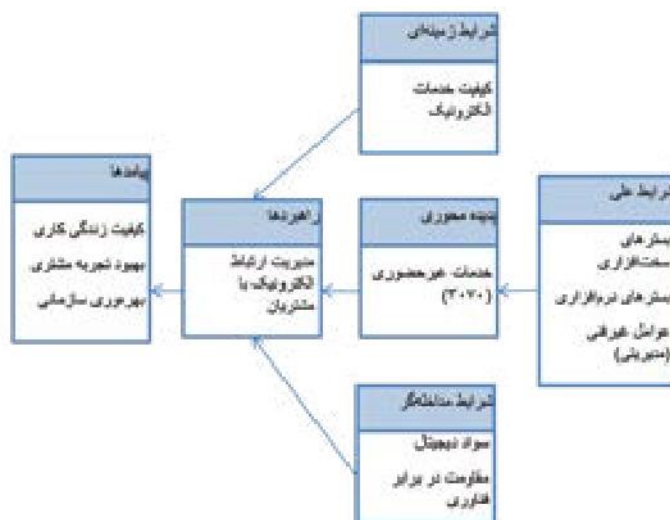 شرایط زمینه‌ای
کیفیت خدمات
الکترونیک
شرایط علی
بسترهای
سخت‌افزاری
بسترهای نرم‌افزاری
عوامل غیرفنی
(مدیریتی)
پدیده محوری
خدمات غیرحضوری
(۳۰۷۰)
راهبردها
مدیریت ارتباط
الکترونیک با
مشتریان
پیامدها
کیفیت زندگی کاری
بهبود تجربه مشتری
بهره‌وری سازمانی
شرایط مداخله‌گر
سواد دیجیتال
مقاومت در برابر
فناوری